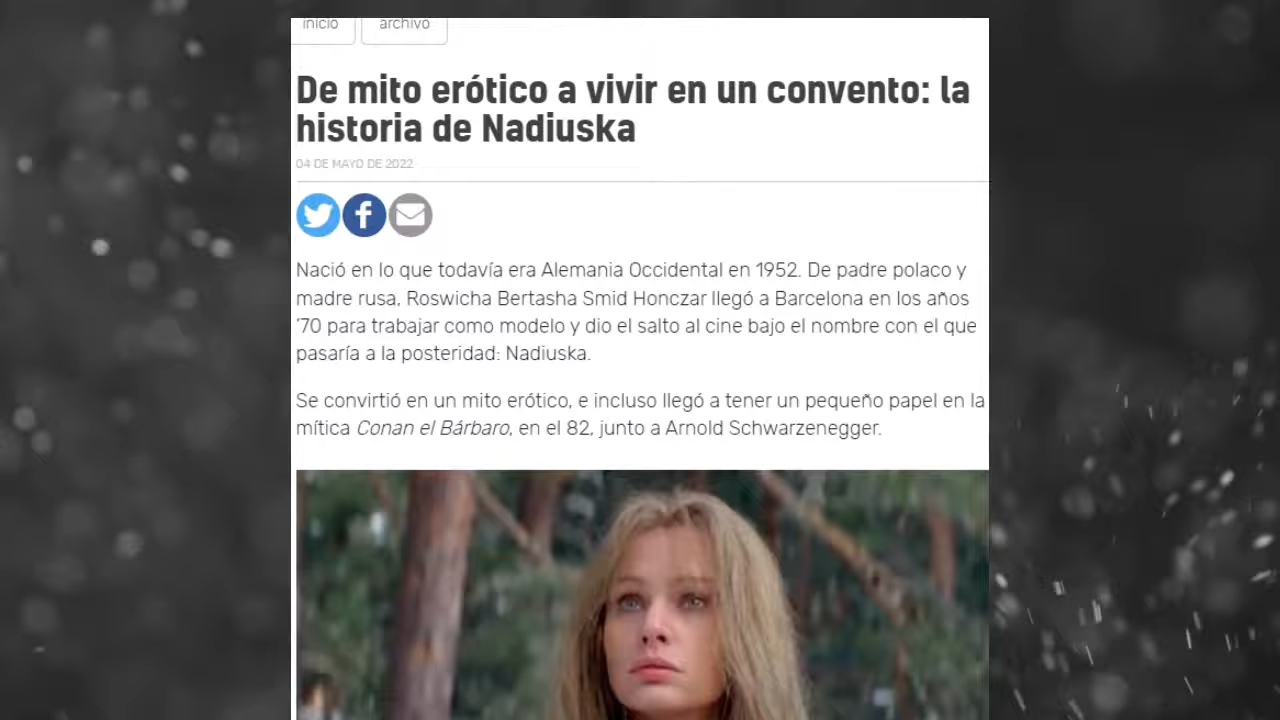 inicio archivo
De mito erótico a vivir en un convento: la
historia de Nadiuska
04 DE MAYO DE 2022
Nació en lo que todavía era Alemania Occidental en 1952. De padre polaco y
madre rusa, Roswicha Bertasha Smid Honczar llegó a Barcelona en los años
'70 para trabajar como modelo y dio el salto al cine bajo el nombre con el que
pasaría a la posteridad: Nadiuska.
Se convirtió en un mito erótico, e incluso llegó a tener un pequeño papel en la
mítica Conan el Bárbaro, en el 82, junto a Arnold Schwarzenegger.